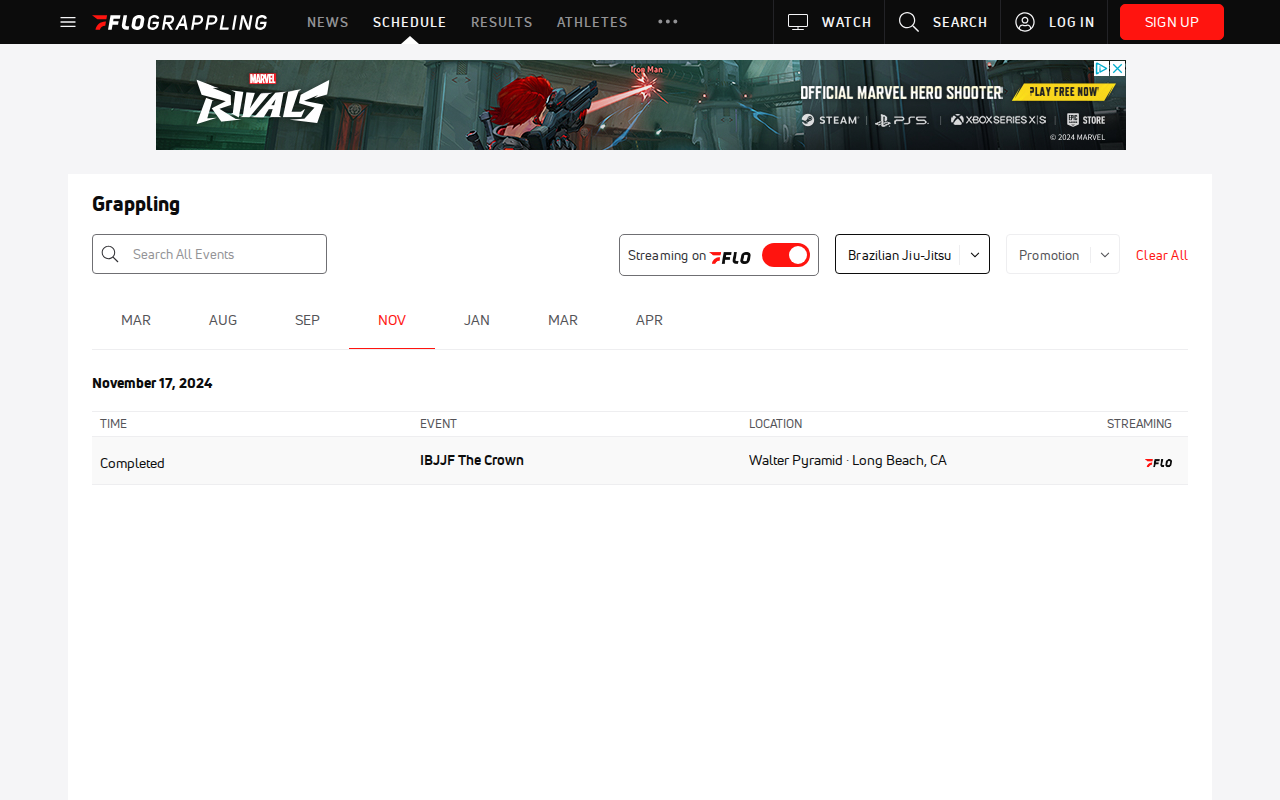 FLOGRAPPLING
NEWS
SCHEDULE
RESULTS
ATHLETES
WATCH
SEARCH
LOG IN
SIGN UP
MARVEL
RIVALS
Iron Man
OFFICIAL MARVEL HERO SHOOTER
PLAY FREE NOW
STEAM
PS5
XBOX SERIES X|S
EPIC GAMES STORE
© 2024 MARVEL
Grappling
Search All Events
Streaming on FLO
Brazilian Jiu-Jitsu
Promotion
Clear All
MAR AUG SEP NOV JAN MAR APR
November 17, 2024
TIME EVENT LOCATION STREAMING
Completed IBJJF The Crown Walter Pyramid · Long Beach, CA FLO